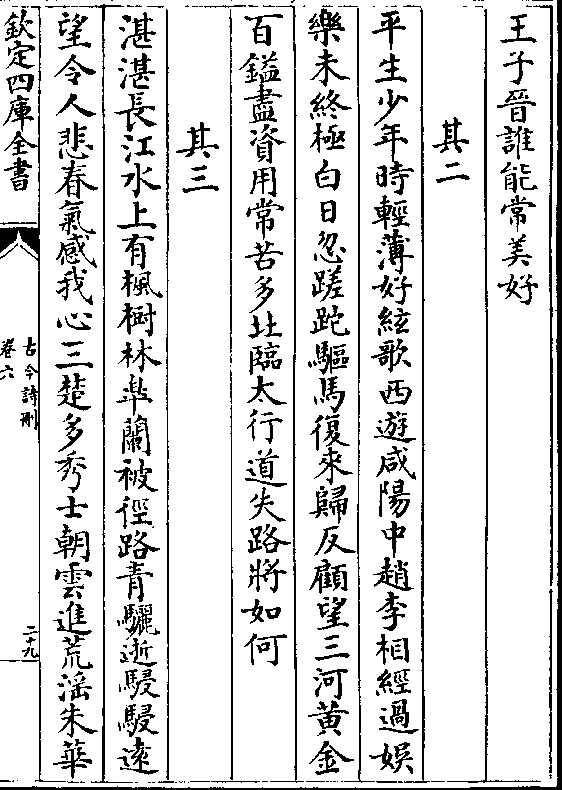 王子晉誰能常美好
其二
平生少年時輕薄好絃歌西遊咸陽中趙李相經過娛
樂未終極白日忽蹉跎驅馬復來歸反顧望三河黃金
百鎰盡資用常苦多北臨太行道失路將如何
其三
湛湛長江水上有楓樹林皐蘭被徑路青驪逝駸駸遠
望令人悲春氣感我心三楚多秀士朝雲進荒滛朱華
欽定四庫全書
古今詩刪
卷六
二十九